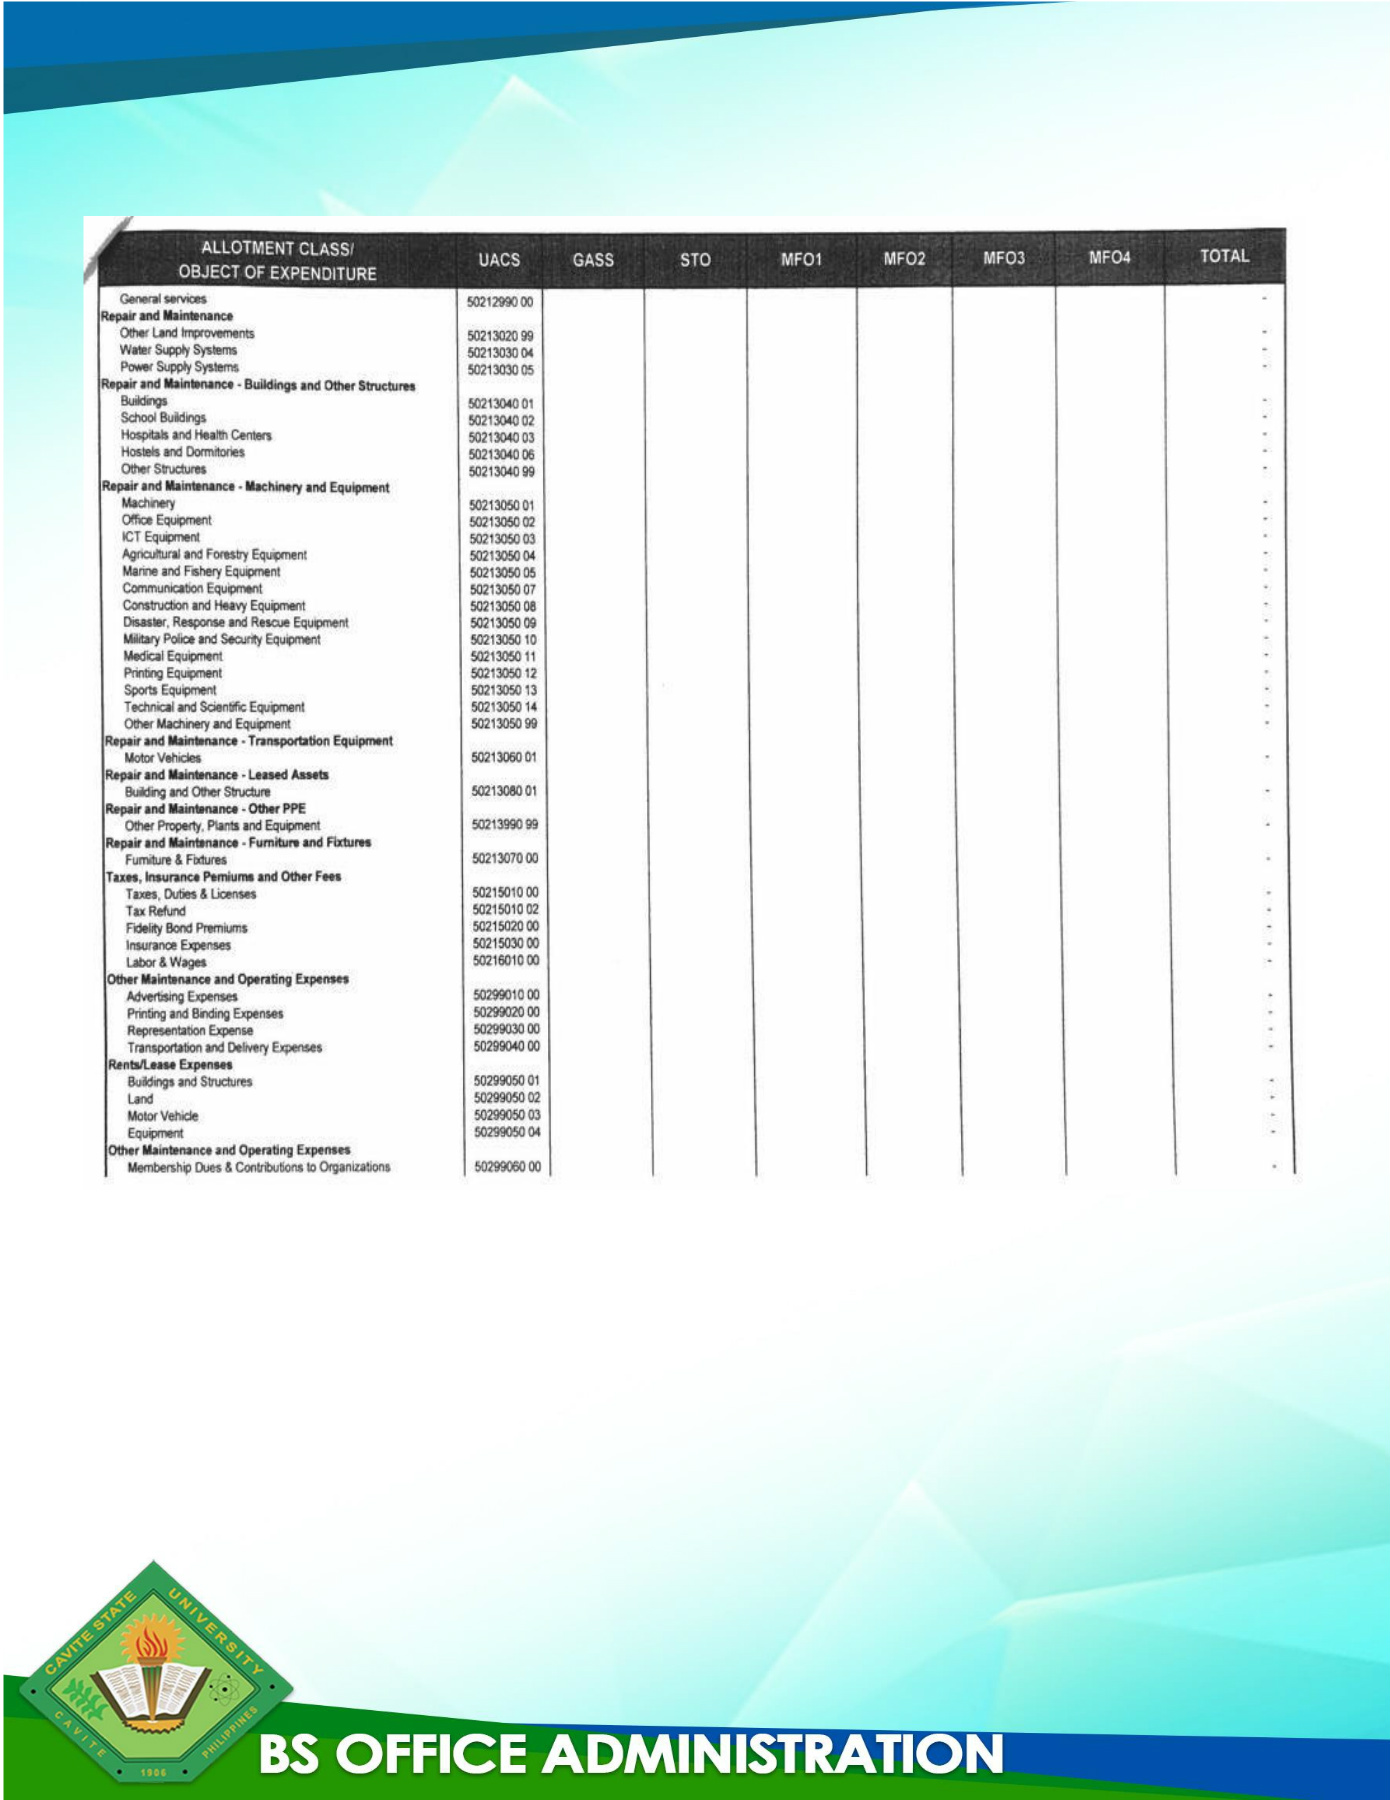 ALLOTMENT CLASS/
OBJECT OF EXPENDITURE UACS GASS STO MFO1 MFO2 MFO3 MFO4 TOTAL
General services 50212990 00 -
Repair and Maintenance
Other Land Improvements 50213020 99 -
Water Supply Systems 50213030 04 -
Power Supply Systems 50213030 05 -
Repair and Maintenance - Buildings and Other Structures
Buildings 50213040 01 -
School Buildings 50213040 02 -
Hospitals and Health Centers 50213040 03 -
Hostels and Dormitories 50213040 06 -
Other Structures 50213040 99 -
Repair and Maintenance - Machinery and Equipment
Machinery 50213050 01 -
Office Equipment 50213050 02 -
ICT Equipment 50213050 03 -
Agricultural and Forestry Equipment 50213050 04 -
Marine and Fishery Equipment 50213050 05 -
Communication Equipment 50213050 07 -
Construction and Heavy Equipment 50213050 08 -
Disaster, Response and Rescue Equipment 50213050 09 -
Military Police and Security Equipment 50213050 10 -
Medical Equipment 50213050 11 -
Printing Equipment 50213050 12 -
Sports Equipment 50213050 13 -
Technical and Scientific Equipment 50213050 14 -
Other Machinery and Equipment 50213050 99 -
Repair and Maintenance - Transportation Equipment
Motor Vehicles 50213060 01 -
Repair and Maintenance - Leased Assets
Building and Other Structure 50213080 01 -
Repair and Maintenance - Other PPE
Other Property, Plants and Equipment 50213990 99 -
Repair and Maintenance - Furniture and Fixtures
Furniture & Fixtures 50213070 00 -
Taxes, Insurance Pemiums and Other Fees
Taxes, Duties & Licenses 50215010 00 -
Tax Refund 50215010 02 -
Fidelity Bond Premiums 50215020 00 -
Insurance Expenses 50215030 00 -
Labor & Wages 50216010 00 -
Other Maintenance and Operating Expenses
Advertising Expenses 50299010 00 -
Printing and Binding Expenses 50299020 00 -
Representation Expense 50299030 00 -
Transportation and Delivery Expenses 50299040 00 -
Rents/Lease Expenses
Buildings and Structures 50299050 01 -
Land 50299050 02 -
Motor Vehicle 50299050 03 -
Equipment 50299050 04 -
Other Maintenance and Operating Expenses
Membership Dues & Contributions to Organizations 50299060 00 -
CAVITE STATE UNIVERSITY
CAVITE PHILIPPINES
1906
BS OFFICE ADMINISTRATION